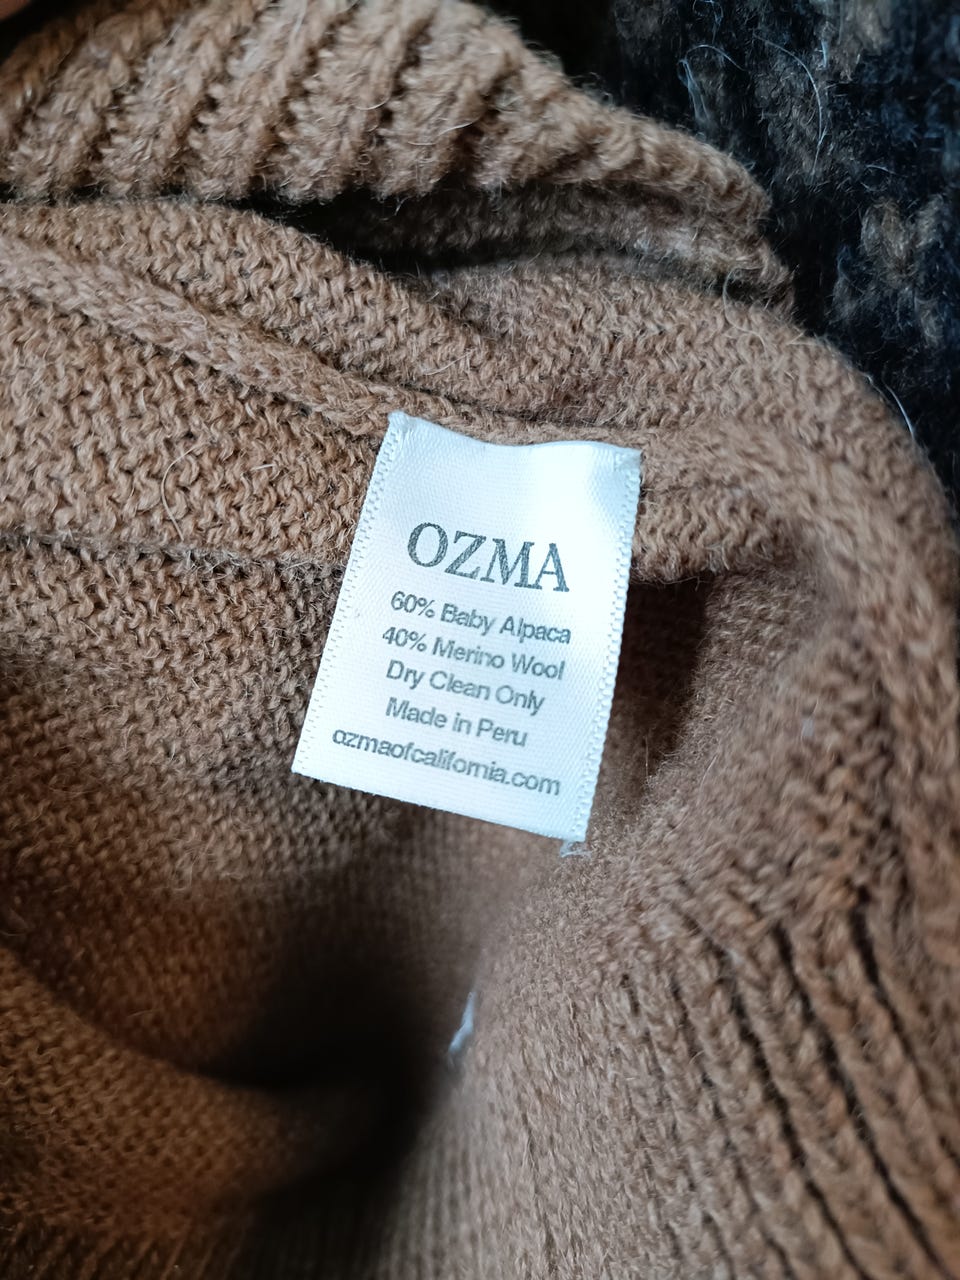 OZMA
60% Baby Alpaca
40% Merino Wool
Dry Clean Only
Made in Peru
ozmaofcalifornia.com